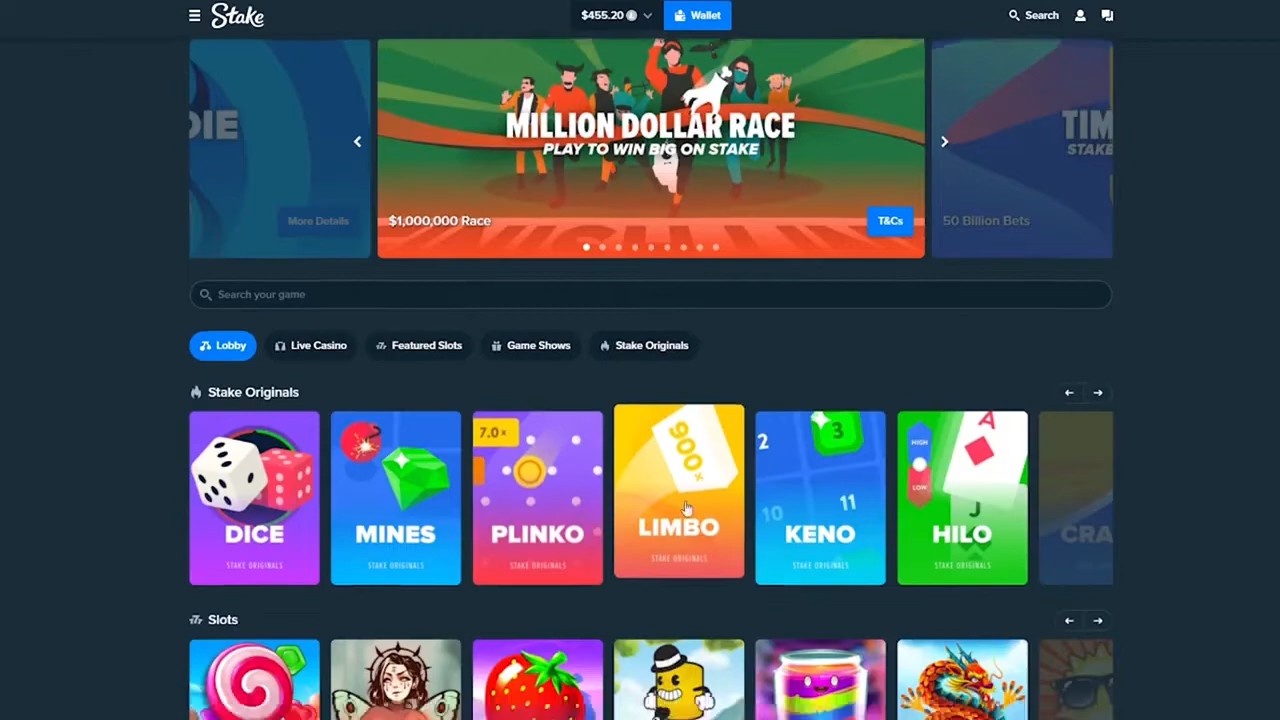 Stake
$455.20
Wallet
Search
DIE
MILLION DOLLAR RACE
PLAY TO WIN BIG ON STAKE
TIM
STAKE
More Details
$1,000,000 Race
T&Cs
50 Billion Bets
Search your game
Lobby
Live Casino
Featured Slots
Game Shows
Stake Originals
Stake Originals
DICE
STAKE ORIGINALS
MINES
STAKE ORIGINALS
7.0×
PLINKO
STAKE ORIGINALS
900×
LIMBO
STAKE ORIGINALS
2
3
10
11
KENO
STAKE ORIGINALS
HIGH
LOW
A
J
HILO
STAKE ORIGINALS
CRA
Slots